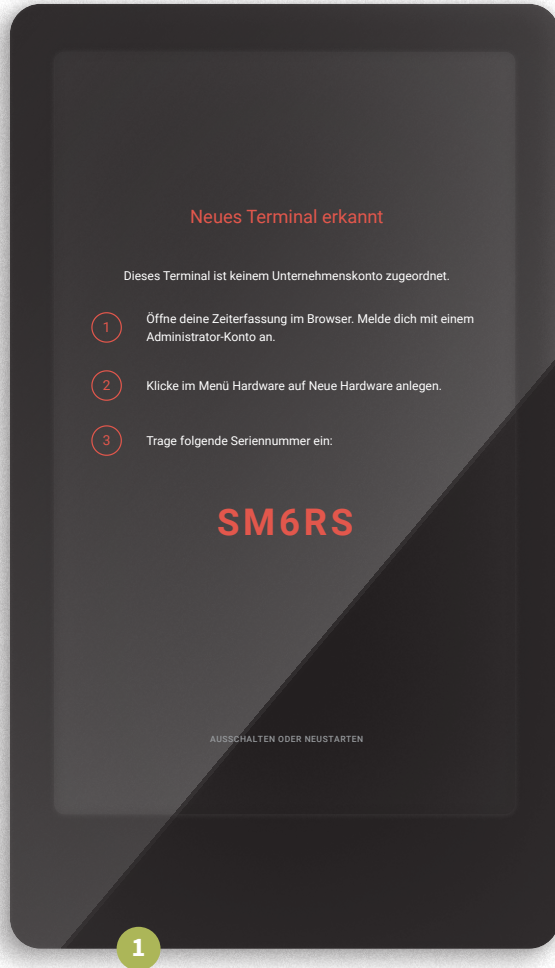 Neues Terminal erkannt
Dieses Terminal ist keinem Unternehmenskonto zugeordnet.
1
Öffne deine Zeiterfassung im Browser. Melde dich mit einem
Administrator-Konto an.
2
Klicke im Menü Hardware auf Neue Hardware anlegen.
3
Trage folgende Seriennummer ein:
SM6RS
AUSSCHALTEN ODER NEUSTARTEN
1